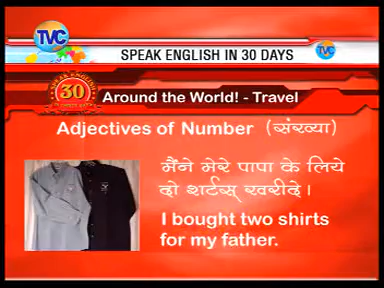 TVC
SPEAK ENGLISH IN 30 DAYS
TVC
30
Around the World! - Travel
Adjectives of Number (संख्या)
मैंने मेरे पापा के लिये
दो शर्टस् खरीदे।
I bought two shirts
for my father.